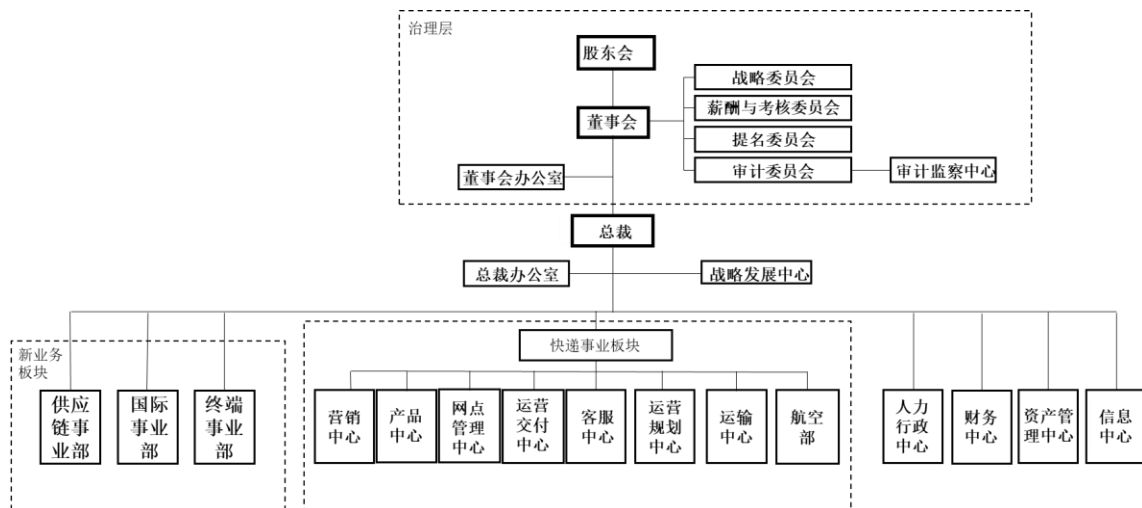 治理层
股东会
董事会
战略委员会
薪酬与考核委员会
提名委员会
审计委员会
审计监察中心
董事会办公室
总裁
总裁办公室
战略发展中心
新业务
板块
供应
链事
业部
国际
事业
部
终端
事业
部
快递事业板块
营销
中心
产品
中心
网点
管理
中心
运营
交付
中心
客服
中心
运营
规划
中心
运输
中心
航空
部
人力
行政
中心
财务
中心
资产管
理中心
信息
中心